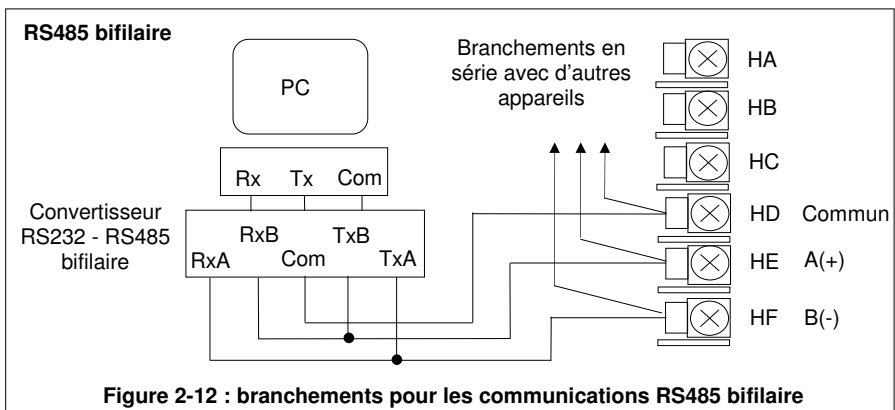 RS485 bifilaire
PC
Branchements en
série avec d'autres
appareils
HA
HB
HC
HD Commun
HE A(+)
HF B(-)
Rx Tx Com
Convertisseur
RS232 - RS485
bifilaire
RxB TxB
RxA Com TxA
Figure 2-12 : branchements pour les communications RS485 bifilaire